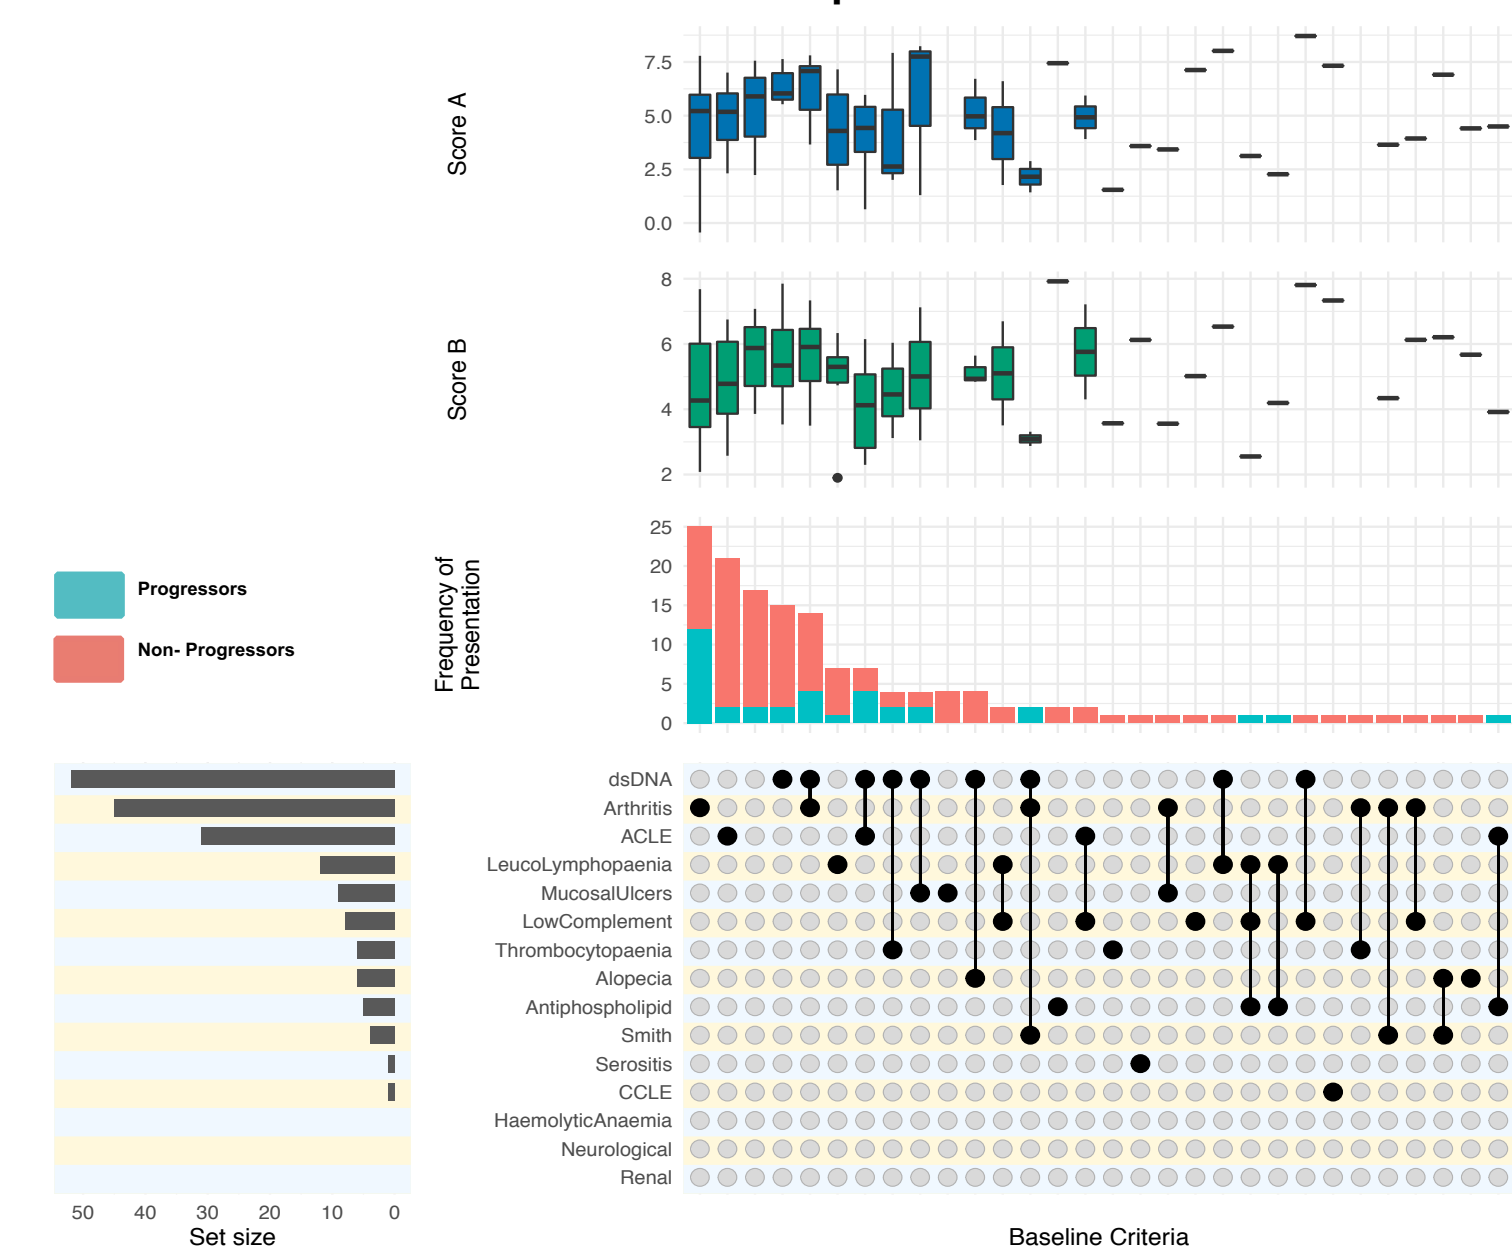 Score A
7.5
5.0
2.5
0.0
Score B
8
6
4
2
Progressors
Non- Progressors
Frequency of
Presentation
25
20
15
10
5
0
dsDNA
Arthritis
ACLE
LeucoLymphopaenia
MucosalUlcers
LowComplement
Thrombocytopaenia
Alopecia
Antiphospholipid
Smith
Serositis
CCLE
HaemolyticAnaemia
Neurological
Renal
50 40 30 20 10 0
Set size
Baseline Criteria